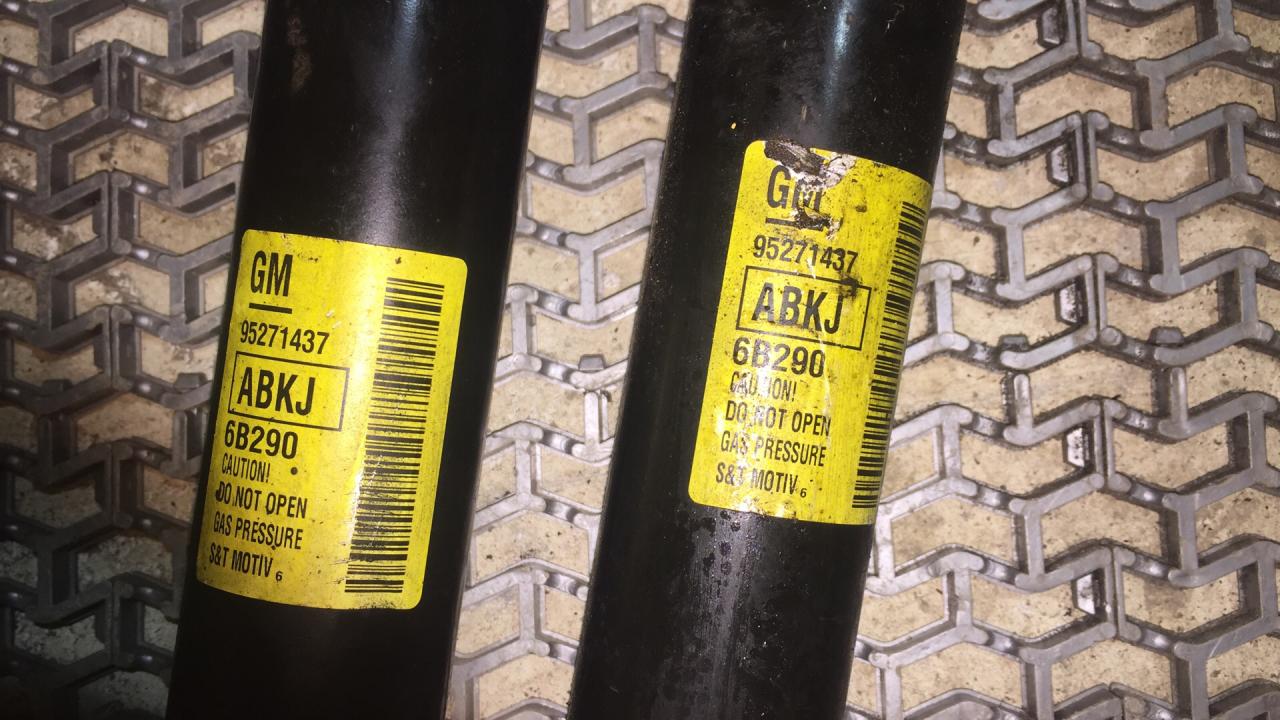 GM
95271437
ABKJ
6B290
CAUTION!
DO NOT OPEN
GAS PRESSURE
S&T MOTIV 6
GM
95271437
ABKJ
6B290
CAUTION!
DO NOT OPEN
GAS PRESSURE
S&T MOTIV 6